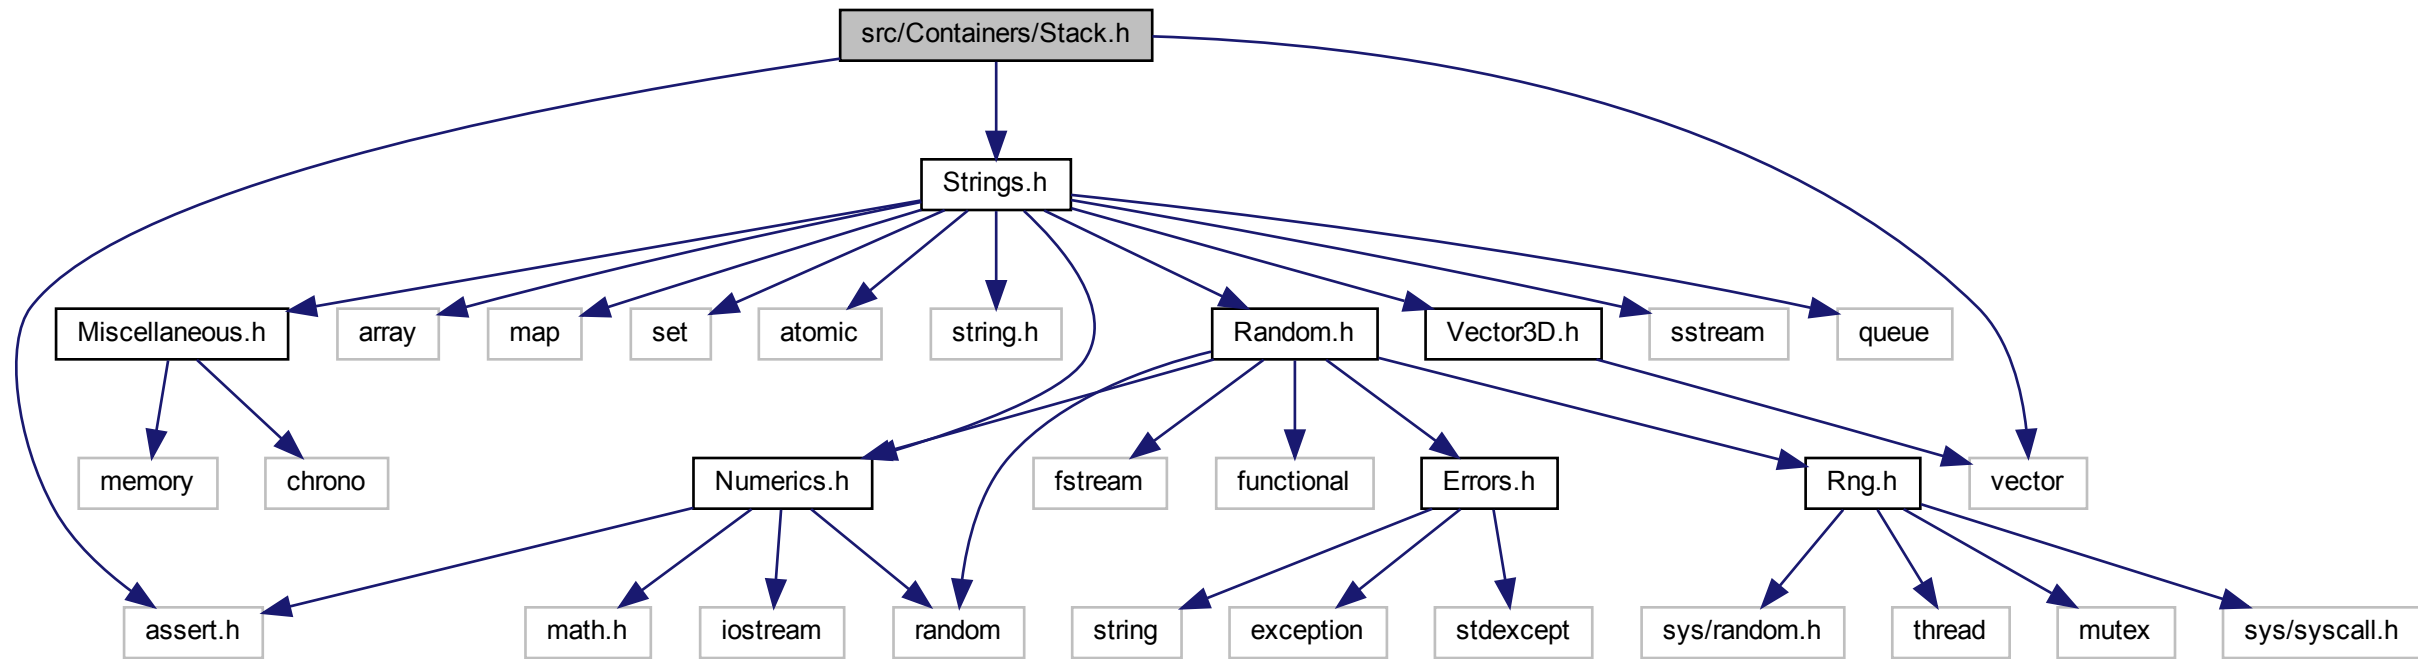 src/Containers/Stack.h
Strings.h
Miscellaneous.h
array
map
set
atomic
string.h
Random.h
Vector3D.h
sstream
queue
memory
chrono
Numerics.h
fstream
functional
Errors.h
Rng.h
vector
assert.h
math.h
iostream
random
string
exception
stdexcept
sys/random.h
thread
mutex
sys/syscall.h